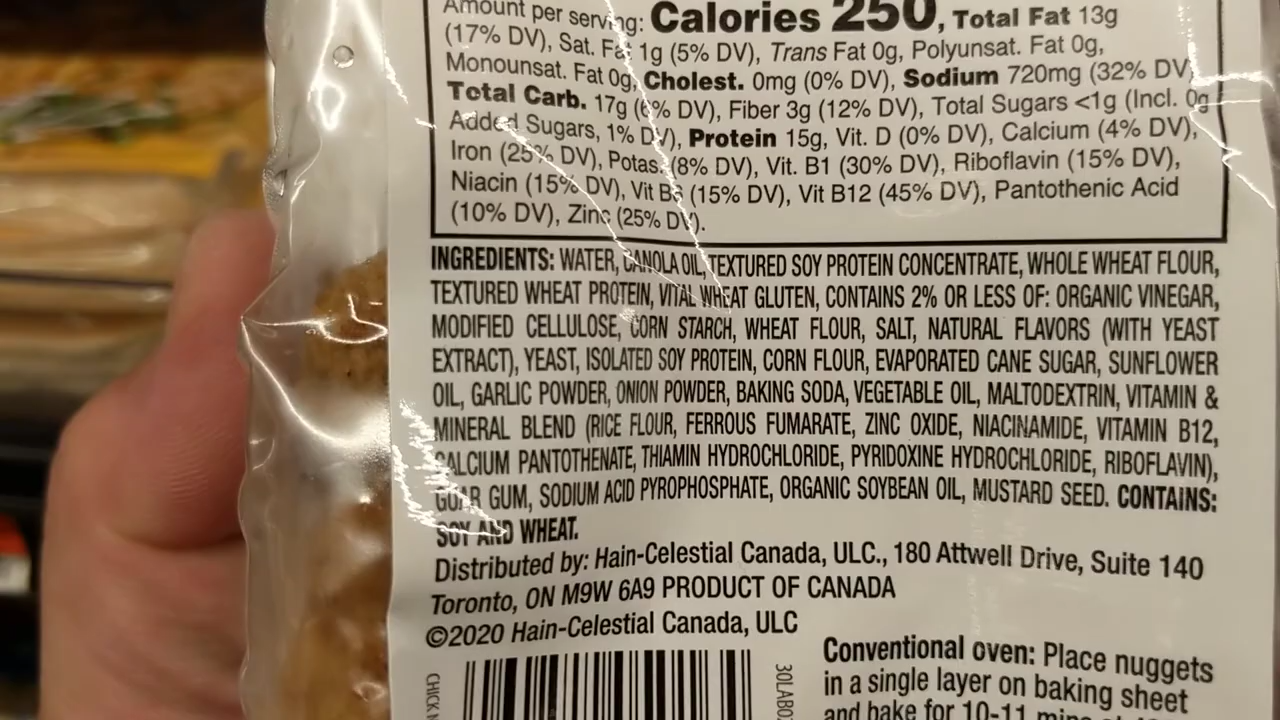 Amount per serving: Calories 250, Total Fat 13g
(17% DV), Sat. Fat 1g (5% DV), Trans Fat 0g, Polyunsat. Fat 0g,
Monounsat. Fat 0g, Cholest. 0mg (0% DV), Sodium 720mg (32% DV),
Total Carb. 17g (6% DV), Fiber 3g (12% DV), Total Sugars <1g (Incl. 0g
Added Sugars, 1% DV), Protein 15g, Vit. D (0% DV), Calcium (4% DV),
Iron (25% DV), Potas. (8% DV), Vit. B1 (30% DV), Riboflavin (15% DV),
Niacin (15% DV), Vit B6 (15% DV), Vit B12 (45% DV), Pantothenic Acid
(10% DV), Zinc (25% DV).
INGREDIENTS: WATER, CANOLA OIL, TEXTURED SOY PROTEIN CONCENTRATE, WHOLE WHEAT FLOUR,
TEXTURED WHEAT PROTEIN, VITAL WHEAT GLUTEN, CONTAINS 2% OR LESS OF: ORGANIC VINEGAR,
MODIFIED CELLULOSE, CORN STARCH, WHEAT FLOUR, SALT, NATURAL FLAVORS (WITH YEAST
EXTRACT), YEAST, ISOLATED SOY PROTEIN, CORN FLOUR, EVAPORATED CANE SUGAR, SUNFLOWER
OIL, GARLIC POWDER, ONION POWDER, BAKING SODA, VEGETABLE OIL, MALTODEXTRIN, VITAMIN &
MINERAL BLEND (RICE FLOUR, FERROUS FUMARATE, ZINC OXIDE, NIACINAMIDE, VITAMIN B12,
CALCIUM PANTOTHENATE, THIAMIN HYDROCHLORIDE, PYRIDOXINE HYDROCHLORIDE, RIBOFLAVIN),
GUAR GUM, SODIUM ACID PYROPHOSPHATE, ORGANIC SOYBEAN OIL, MUSTARD SEED. CONTAINS:
SOY AND WHEAT.
Distributed by: Hain-Celestial Canada, ULC., 180 Attwell Drive, Suite 140
Toronto, ON M9W 6A9 PRODUCT OF CANADA
©2020 Hain-Celestial Canada, ULC
Conventional oven: Place nuggets
in a single layer on baking sheet
and bake for 10-11